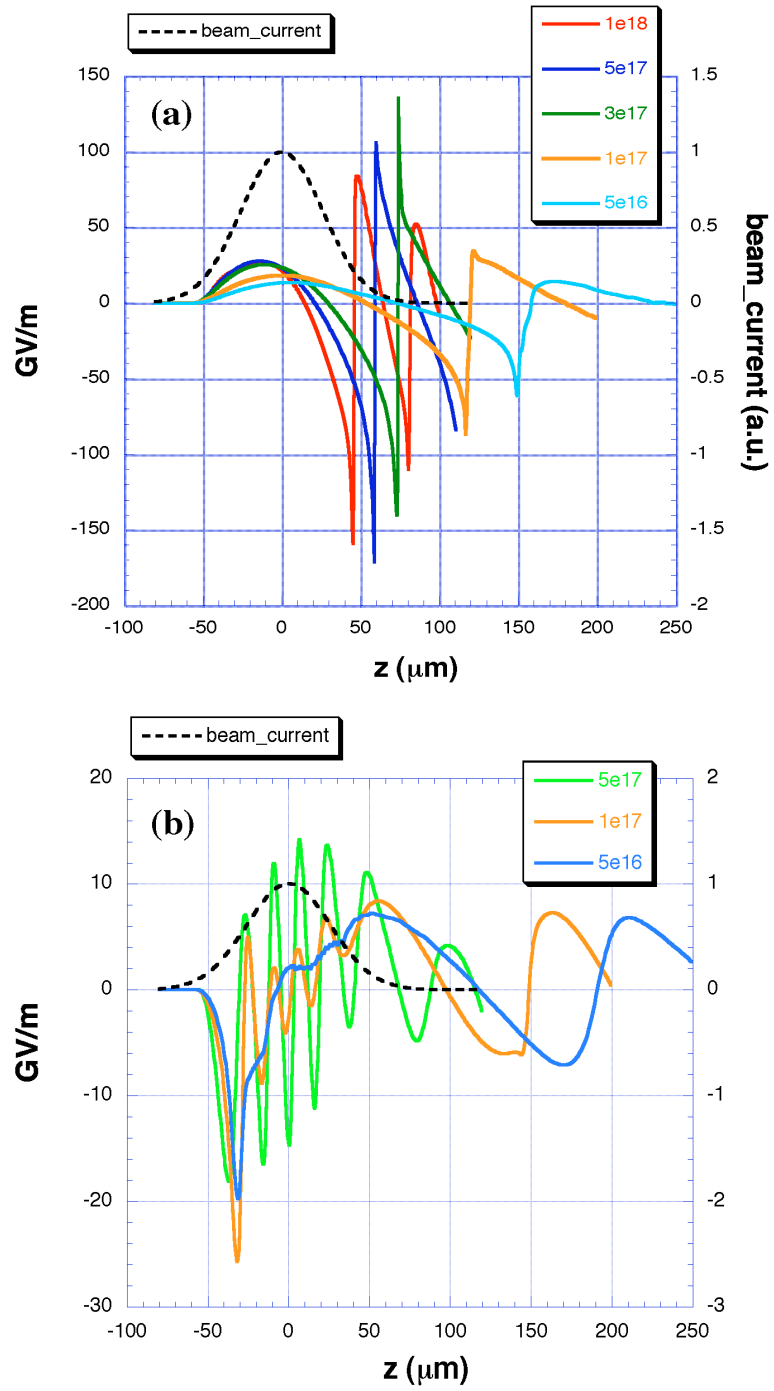 beam_current
1e18
5e17
3e17
1e17
5e16
(a)
150
100
50
0
-50
-100
-150
-200
1.5
1
0.5
0
-0.5
-1
-1.5
-2
GV/m
beam_current (a.u.)
-100 -50 0 50 100 150 200 250
z (μm)
beam_current
5e17
1e17
5e16
(b)
20
10
0
-10
-20
-30
2
1
0
-1
-2
-3
GV/m
-100 -50 0 50 100 150 200 250
z (μm)